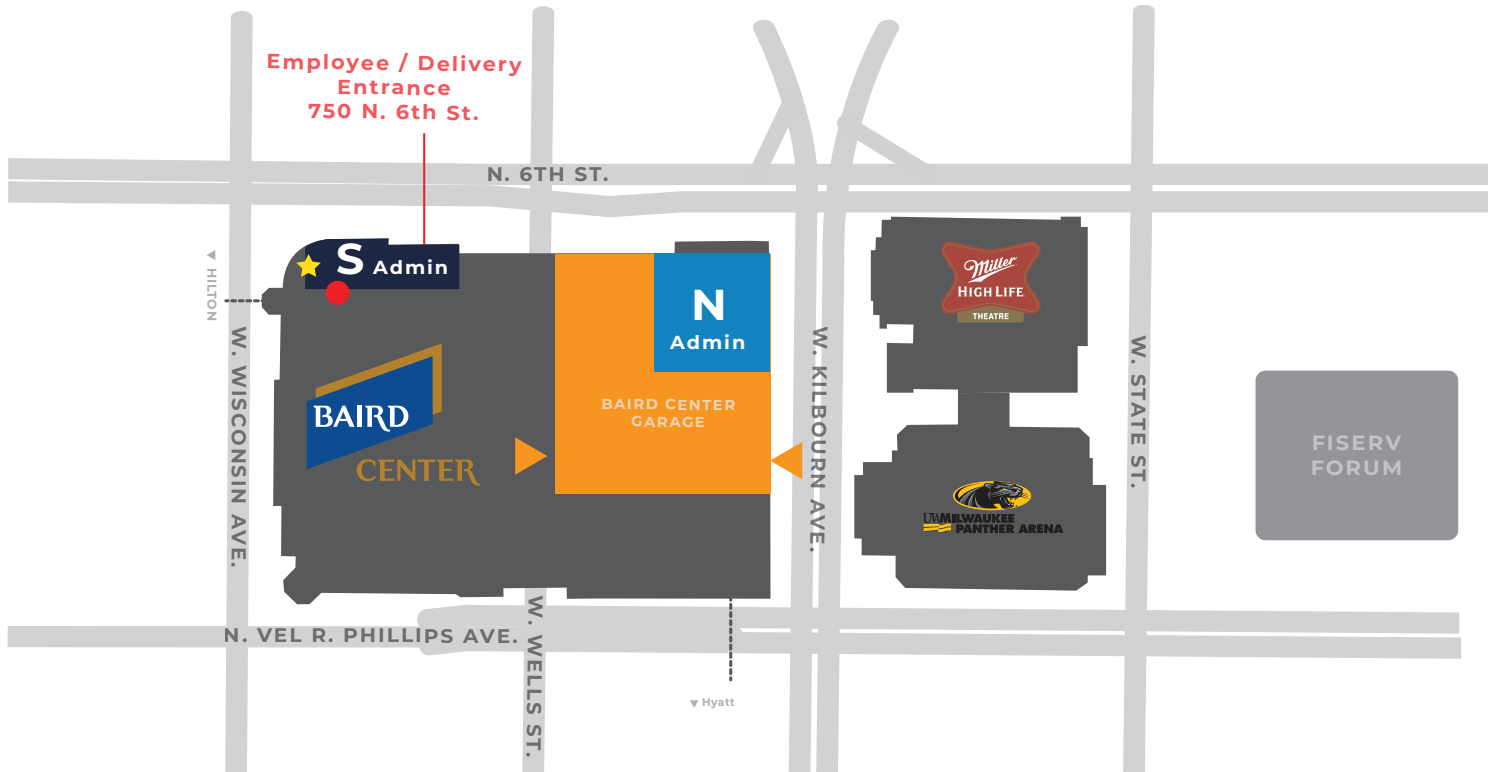 Employee / Delivery
Entrance
750 N. 6th St.
N. 6TH ST.
S Admin
▼ HILTON
N
Admin
Miller
HIGH LIFE
THEATRE
W. WISCONSIN AVE.
BAIRD
CENTER
BAIRD CENTER
GARAGE
W. KILBOURN AVE.
W. STATE ST.
FISERV
FORUM
UWMILWAUKEE
PANTHER ARENA
N. VEL R. PHILLIPS AVE.
W. WELLS ST.
▼ Hyatt